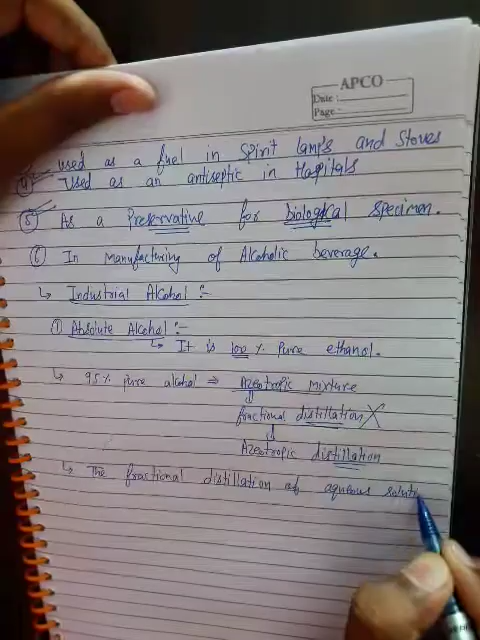 APCO
Date :
Page :
used as a fuel in spirit lamps and Stoves
④ Used as an antiseptic in Hospitals
⑤ As a Preservative for biological specimen.
⑥ In manufacturing of Alcoholic beverage.
↳ Industrial Alcohol :-
① Absolute Alcohol :-
↳ It is 100 % Pure ethanol.
↳ 95% pure alcohol ⇒ Azeotropic mixture
⇓
fractional distillation X
⇓
Azeotropic distillation
↳ The fractional distillation of aqueous soluti